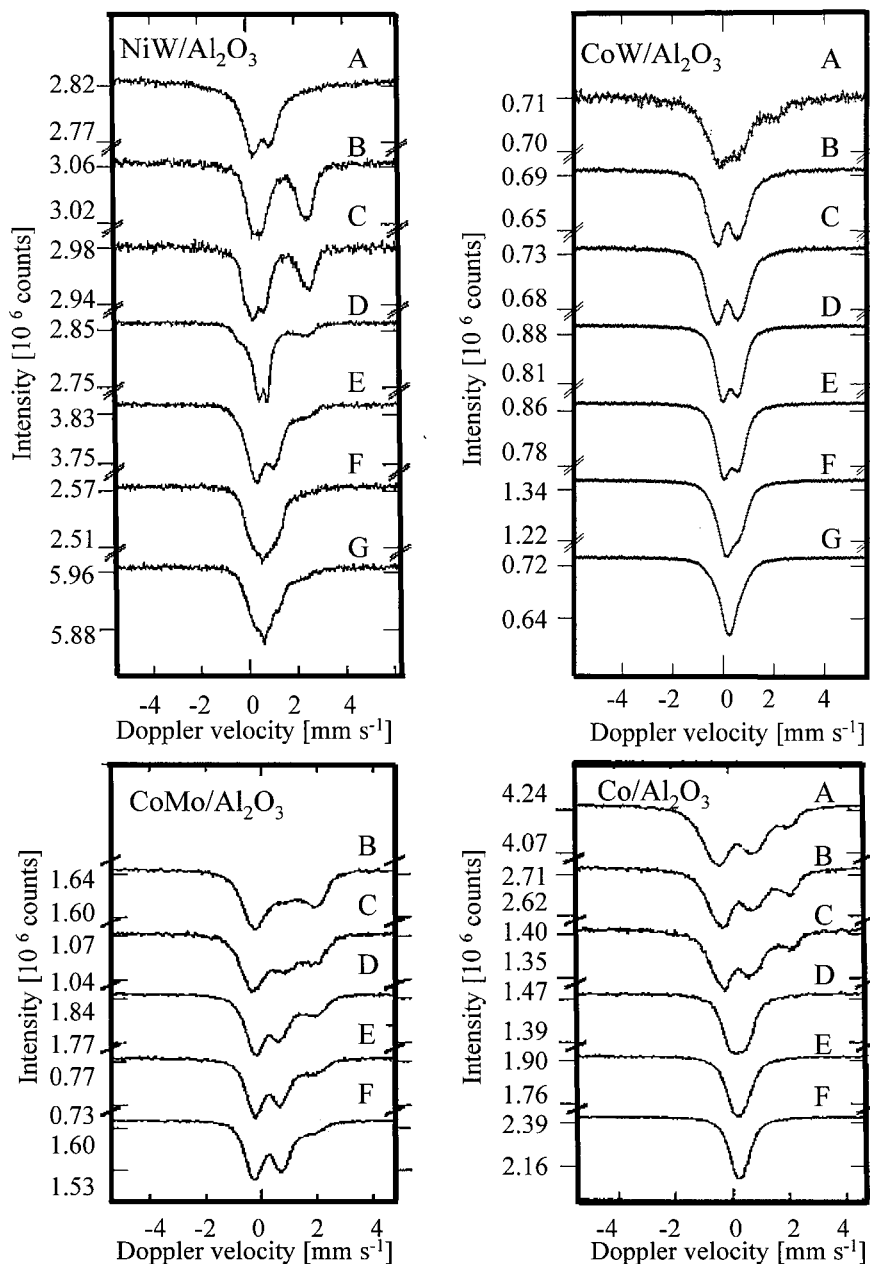 NiW/Al2O3
A
2.82
2.77
B
3.06
3.02
C
2.98
2.94
D
2.85
2.75
E
3.83
3.75
F
2.57
2.51
G
5.96
5.88
Intensity [10 6 counts]
-4 -2 0 2 4
Doppler velocity [mm s-1]
CoW/Al2O3
A
0.71
0.70
B
0.69
0.65
C
0.73
0.68
D
0.88
0.81
E
0.86
0.78
F
1.34
1.22
G
0.72
0.64
Intensity [10 6 counts]
-4 -2 0 2 4
Doppler velocity [mm s-1]
CoMo/Al2O3
B
1.64
1.60
C
1.07
1.04
D
1.84
1.77
E
0.77
0.73
F
1.60
1.53
Intensity [10 6 counts]
-4 -2 0 2 4
Doppler velocity [mm s-1]
Co/Al2O3
A
4.24
4.07
B
2.71
2.62
C
1.40
1.35
D
1.47
1.39
E
1.90
1.76
F
2.39
2.16
Intensity [10 6 counts]
-4 -2 0 2 4
Doppler velocity [mm s-1]